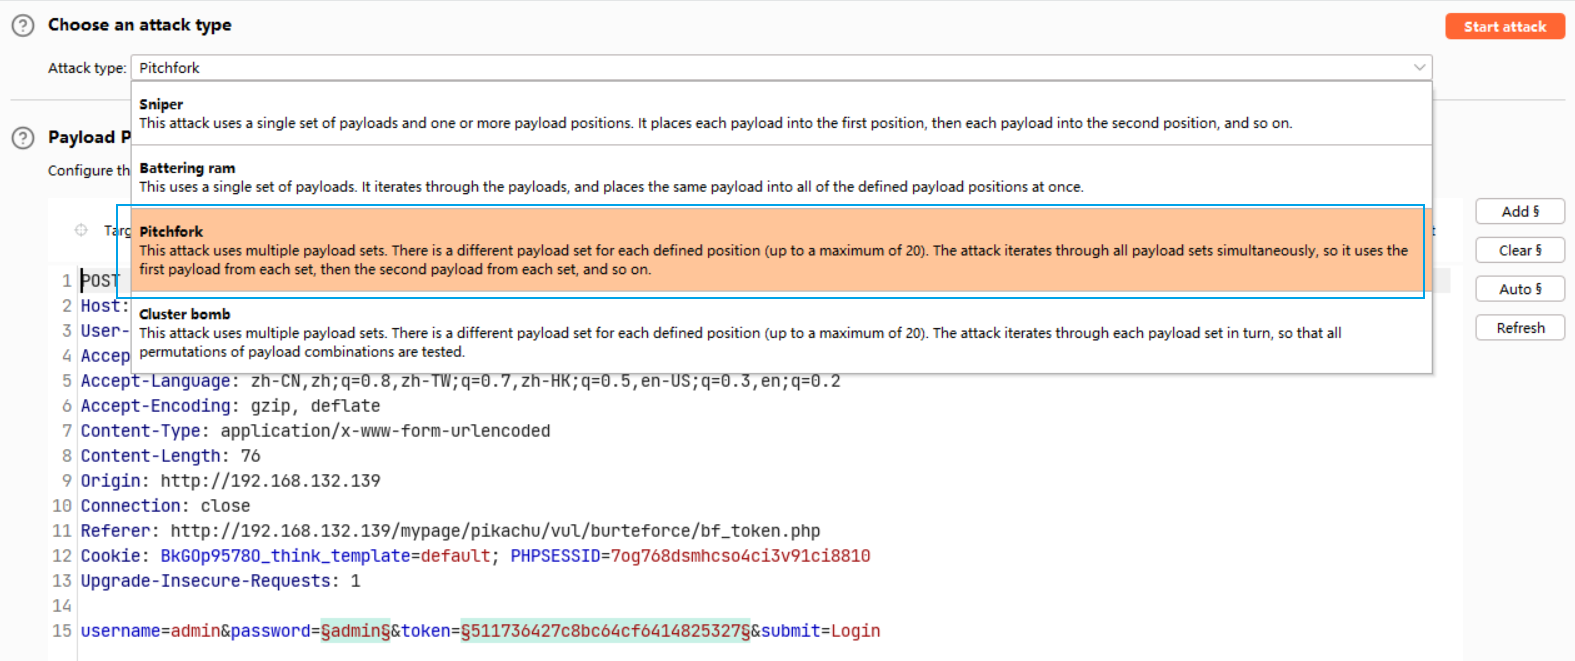 Choose an attack type
Start attack
Attack type: Pitchfork
Sniper
This attack uses a single set of payloads and one or more payload positions. It places each payload into the first position, then each payload into the second position, and so on.
Payload P
Configure th
Battering ram
This uses a single set of payloads. It iterates through the payloads, and places the same payload into all of the defined payload positions at once.
Add §
Targ
Pitchfork
This attack uses multiple payload sets. There is a different payload set for each defined position (up to a maximum of 20). The attack iterates through all payload sets simultaneously, so it uses the
first payload from each set, then the second payload from each set, and so on.
Clear §
Auto §
Refresh
1 POST
2 Host:
3 User-
Cluster bomb
This attack uses multiple payload sets. There is a different payload set for each defined position (up to a maximum of 20). The attack iterates through each payload set in turn, so that all
permutations of payload combinations are tested.
4 Accep
5 Accept-Language: zh-CN,zh;q=0.8,zh-TW;q=0.7,zh-HK;q=0.5,en-US;q=0.3,en;q=0.2
6 Accept-Encoding: gzip, deflate
7 Content-Type: application/x-www-form-urlencoded
8 Content-Length: 76
9 Origin: http://192.168.132.139
10 Connection: close
11 Referer: http://192.168.132.139/mypage/pikachu/vul/burteforce/bf_token.php
12 Cookie: BkGOp9578O_think_template=default; PHPSESSID=7og768dsmhcso4ci3v91ci8810
13 Upgrade-Insecure-Requests: 1
14
15 username=admin&password=§admin§&token=§511736427c8bc64cf6414825327§&submit=Login